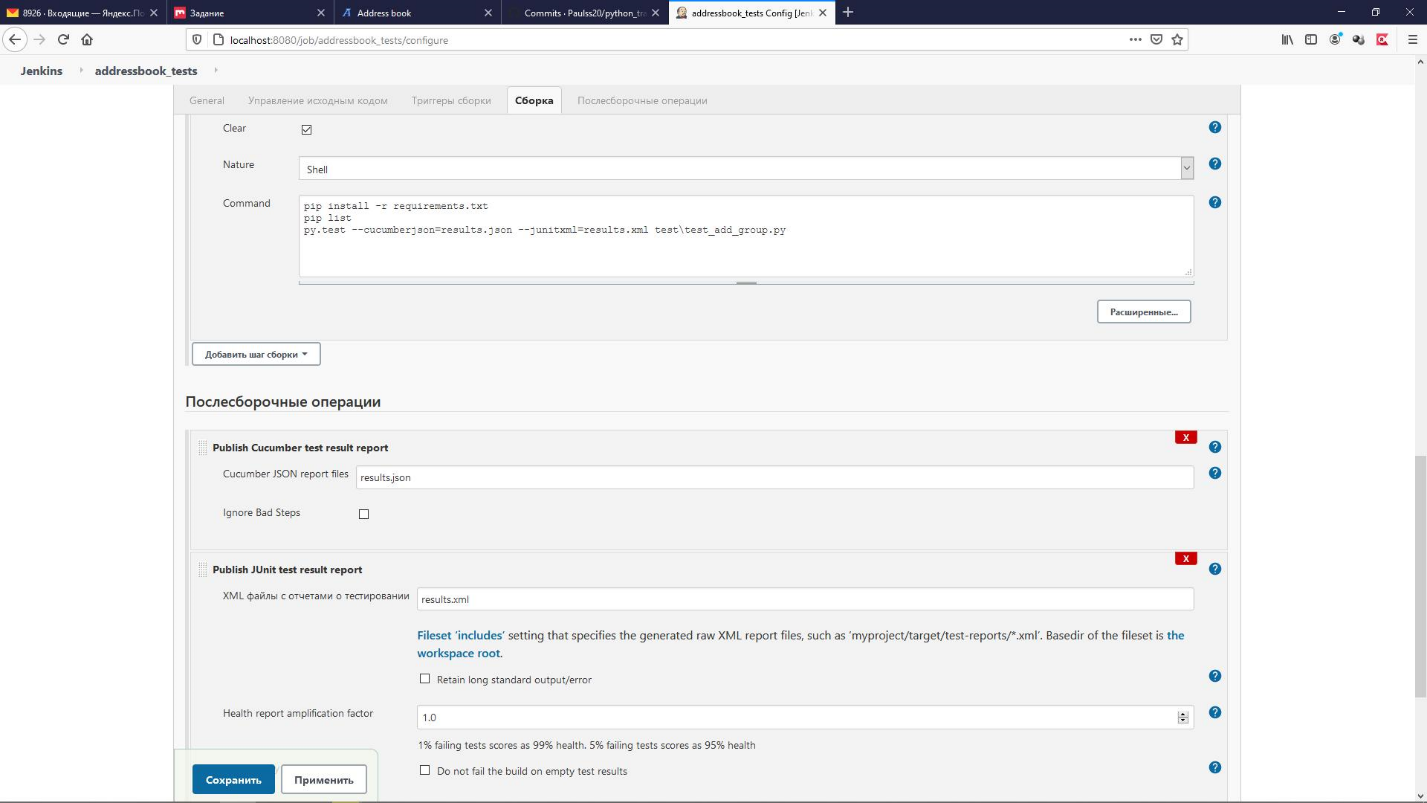 8926 · Входящие — Яндекс.По
Задание
Address book
Commits · Paulss20/python_tra
addressbook_tests Config [Jenk
localhost:8080/job/addressbook_tests/configure
Jenkins
addressbook_tests
General
Управление исходным кодом
Триггеры сборки
Сборка
Послесборочные операции
Clear
Nature
Shell
Command
pip install -r requirements.txt
pip list
py.test --cucumberjson=results.json --junitxml=results.xml test\test_add_group.py
Расширенные...
Добавить шаг сборки
Послесборочные операции
X
Publish Cucumber test result report
Cucumber JSON report files
results.json
Ignore Bad Steps
X
Publish JUnit test result report
XML файлы с отчетами о тестировании
results.xml
Fileset ‘includes’ setting that specifies the generated raw XML report files, such as ‘myproject/target/test-reports/*.xml’. Basedir of the fileset is the
workspace root.
Retain long standard output/error
Health report amplification factor
1.0
1% failing tests scores as 99% health. 5% failing tests scores as 95% health
Do not fail the build on empty test results
Сохранить
Применить